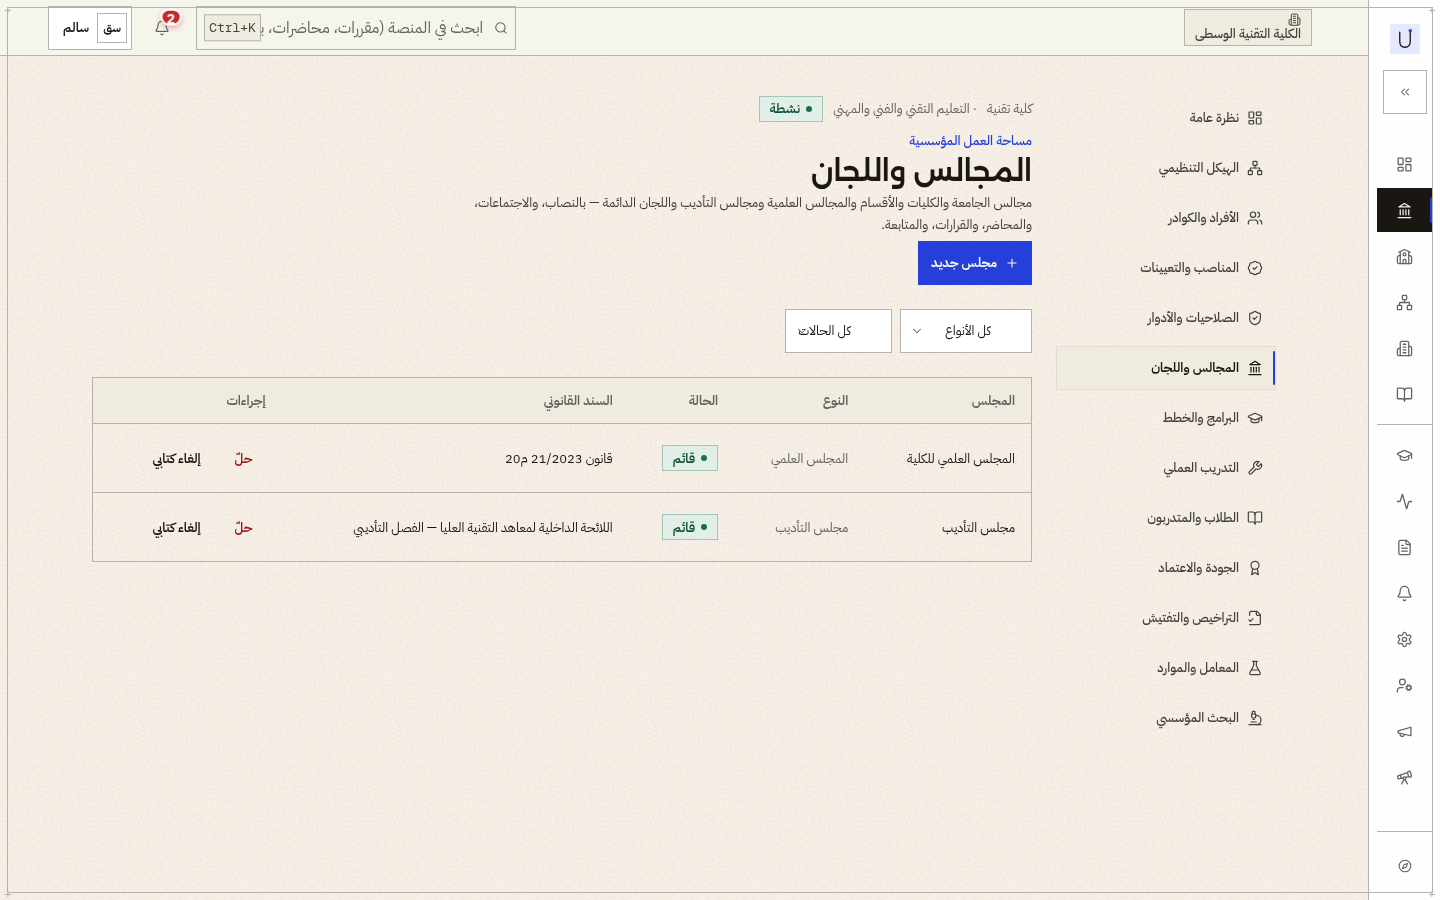 الكلية التقنية الوسطى
ابحث في المنصة (مقررات، محاضرات، ب
Ctrl+K
2
سق
سالم
نظرة عامة
الهيكل التنظيمي
الأفراد والكوادر
المناصب والتعيينات
الصلاحيات والأدوار
المجالس واللجان
البرامج والخطط
التدريب العملي
الطلاب والمتدربون
الجودة والاعتماد
التراخيص والتفتيش
المعامل والموارد
البحث المؤسسي
كلية تقنية · التعليم التقني والفني والمهني
نشطة
مساحة العمل المؤسسية
المجالس واللجان
مجالس الجامعة والكليات والأقسام والمجالس العلمية ومجالس التأديب واللجان الدائمة — بالنصاب، والاجتماعات،
والمحاضر، والقرارات، والمتابعة.
مجلس جديد
كل الأنواع
كل الحالات
المجلس النوع الحالة السند القانوني إجراءات
المجلس العلمي للكلية المجلس العلمي قائم قانون 21/2023 م20 حلّ إلغاء كتابي
مجلس التأديب مجلس التأديب قائم اللائحة الداخلية لمعاهد التقنية العليا — الفصل التأديبي حلّ إلغاء كتابي